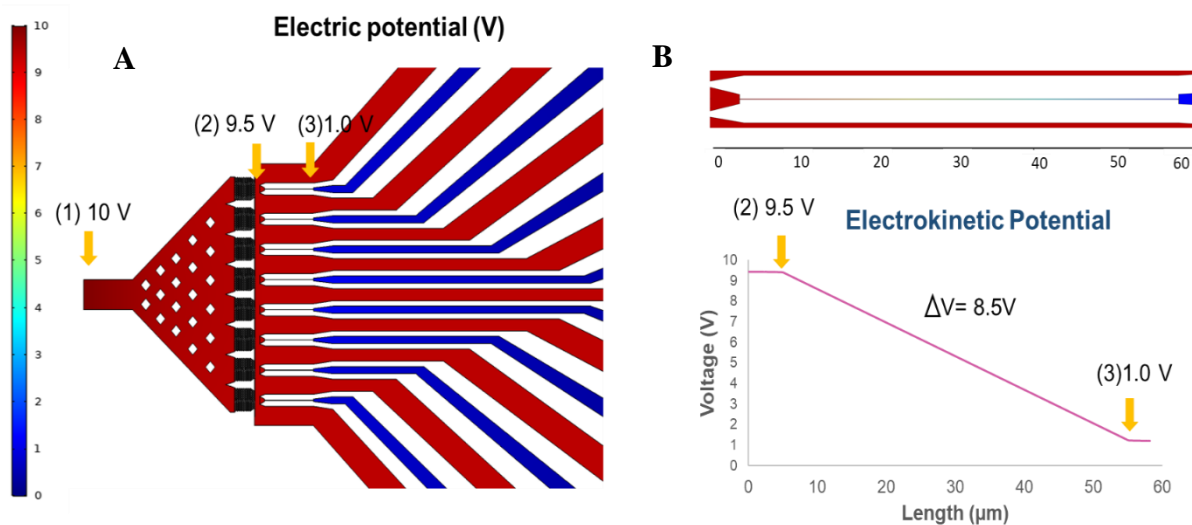 Electric potential (V)
A
10
9
8
7
6
5
4
3
2
1
0
(1) 10 V
(2) 9.5 V
(3)1.0 V
B
0 10 20 30 40 50 60
(2) 9.5 V
Electrokinetic Potential
ΔV= 8.5V
(3)1.0 V
Voltage (V)
10
9
8
7
6
5
4
3
2
1
0
0 10 20 30 40 50 60
Length (µm)